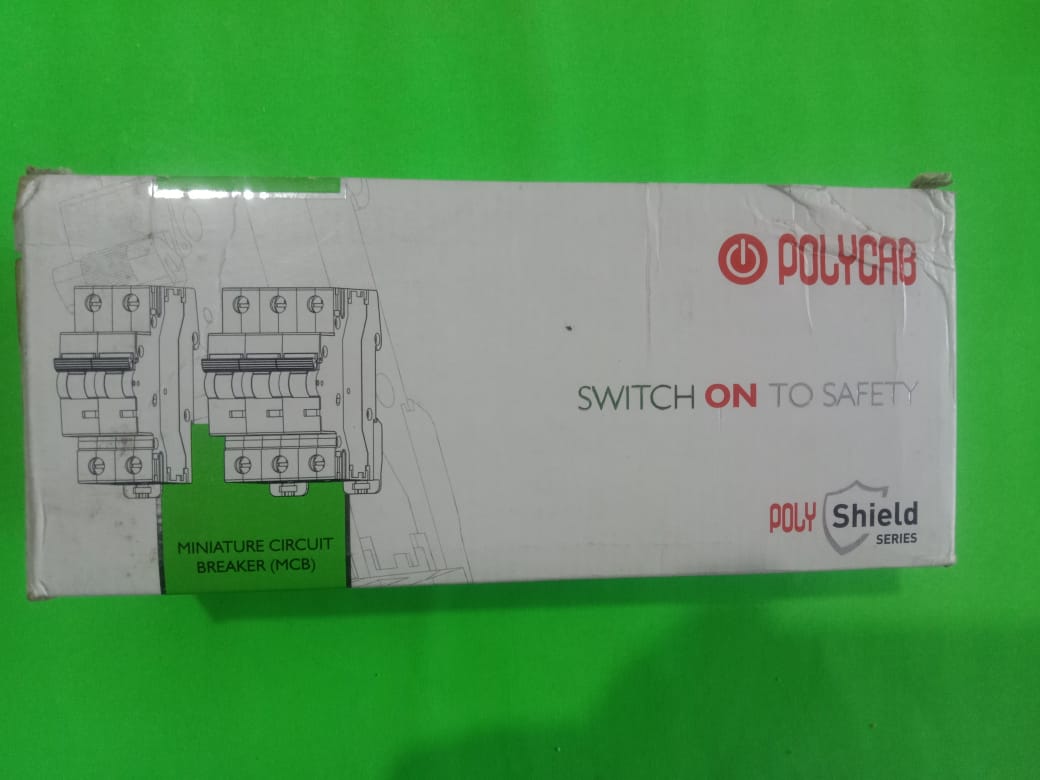 POLYCAB
SWITCH ON TO SAFETY
POLY Shield
SERIES
MINIATURE CIRCUIT
BREAKER (MCB)